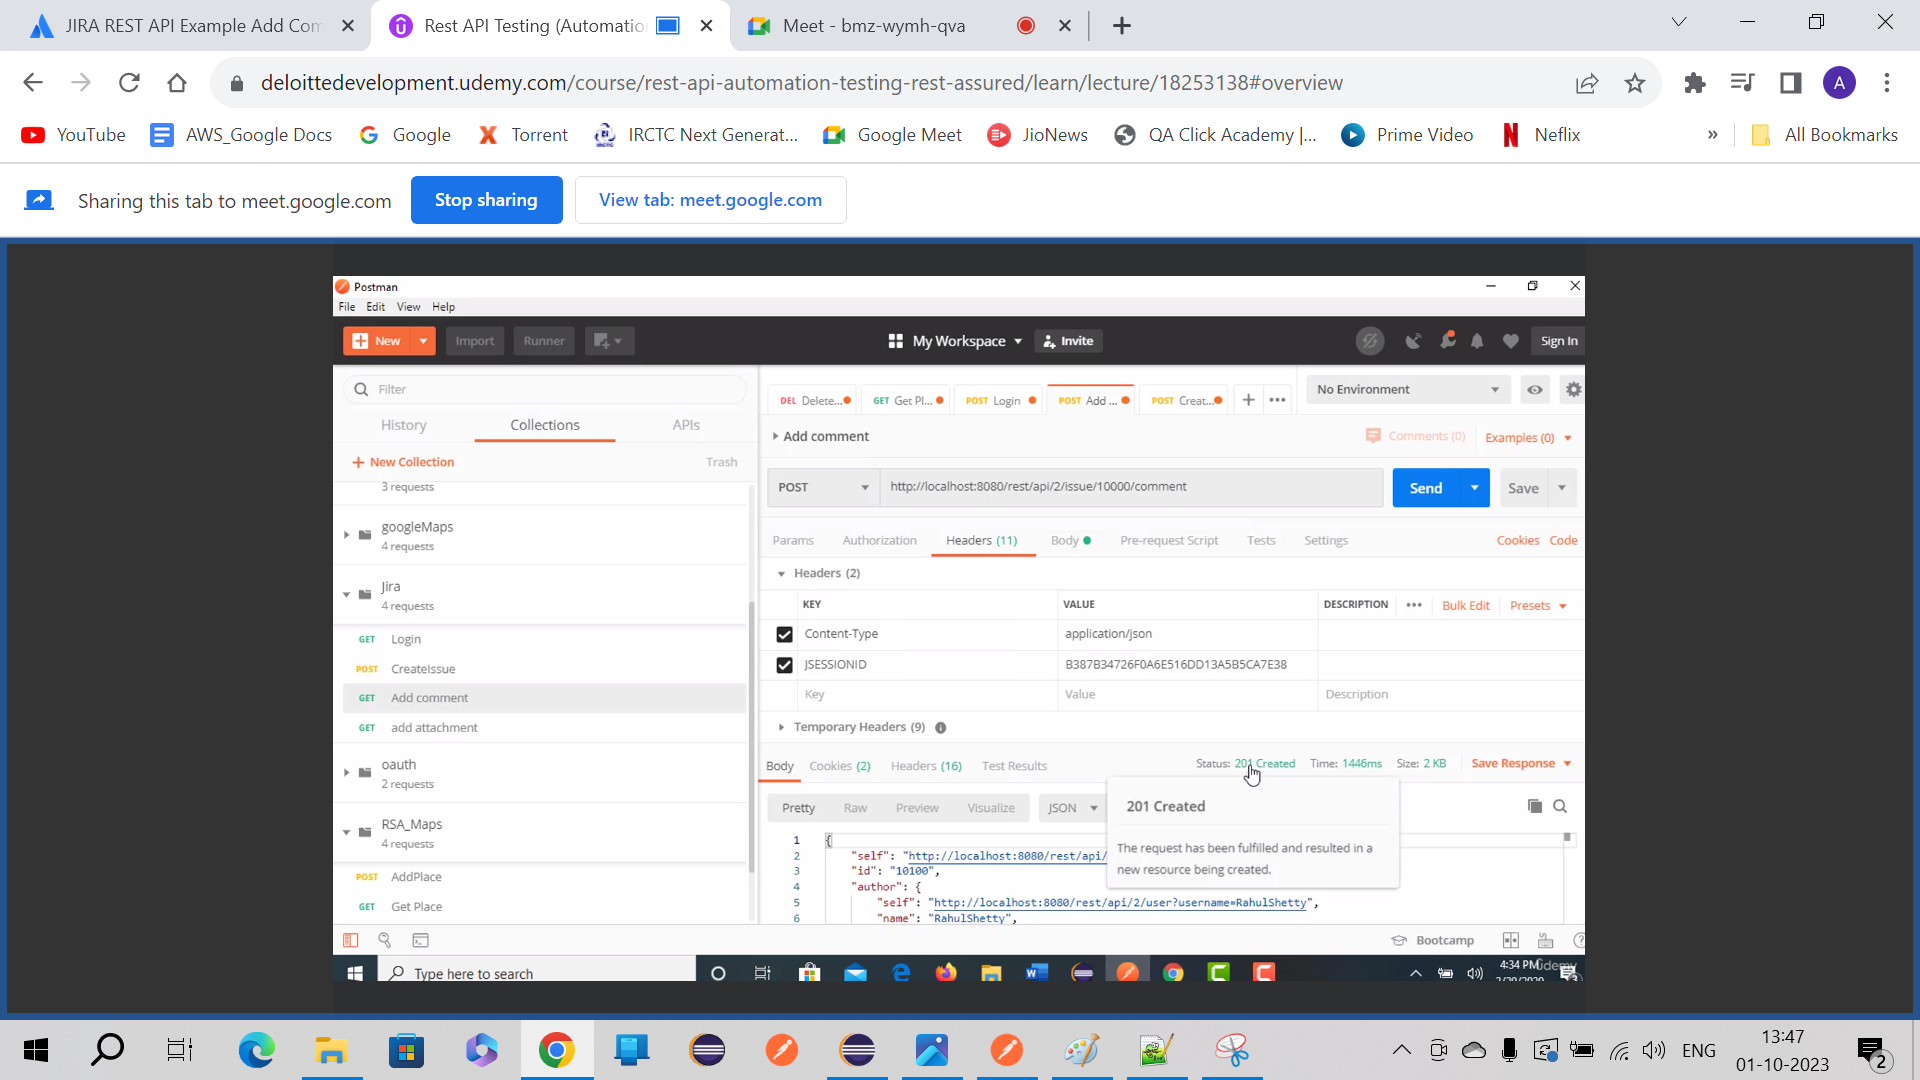 JIRA REST API Example Add Com
Rest API Testing (Automatio
Meet - bmz-wymh-qva
deloittedevelopment.udemy.com/course/rest-api-automation-testing-rest-assured/learn/lecture/18253138#overview
A
YouTube
AWS_Google Docs
Google
Torrent
IRCTC Next Generat...
Google Meet
JioNews
QA Click Academy |...
Prime Video
Neflix
»
All Bookmarks
Sharing this tab to meet.google.com
Stop sharing
View tab: meet.google.com
Postman
File Edit View Help
New
Import
Runner
My Workspace
Invite
Sign In
Filter
History
Collections
APIs
+ New Collection
Trash
3 requests
googleMaps
4 requests
Jira
4 requests
GET Login
POST CreateIssue
GET Add comment
GET add attachment
oauth
2 requests
RSA_Maps
4 requests
POST AddPlace
GET Get Place
DEL Delete...
GET Get Pl...
POST Login
POST Add ...
POST Creat...
No Environment
Add comment
Comments (0)
Examples (0)
POST
http://localhost:8080/rest/api/2/issue/10000/comment
Send
Save
Params
Authorization
Headers (11)
Body
Pre-request Script
Tests
Settings
Cookies Code
Headers (2)
KEY
VALUE
DESCRIPTION
Bulk Edit
Presets
Content-Type
application/json
JSESSIONID
B387B34726F0A6E516DD13A5B5CA7E38
Key
Value
Description
Temporary Headers (9)
Body
Cookies (2)
Headers (16)
Test Results
Status: 201 Created
Time: 1446ms
Size: 2 KB
Save Response
Pretty
Raw
Preview
Visualize
JSON
201 Created
The request has been fulfilled and resulted in a
new resource being created.
1 {
2 "self": "http://localhost:8080/rest/api/
3 "id": "10100",
4 "author": {
5 "self": "http://localhost:8080/rest/api/2/user?username=RahulShetty",
6 "name": "RahulShetty",
Bootcamp
Type here to search
4:34 PM
ûdemy
ENG
13:47
01-10-2023
2